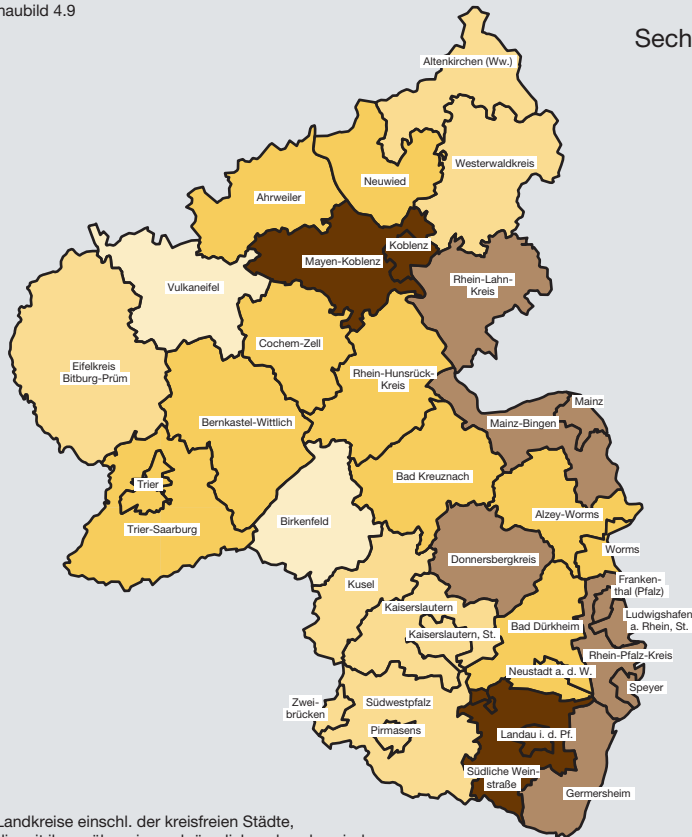 haubild 4.9
Sech
Altenkirchen (Ww.)
Westerwaldkreis
Neuwied
Ahrweiler
Koblenz
Mayen-Koblenz
Rhein-Lahn-
Kreis
Vulkaneifel
Cochem-Zell
Eifelkreis
Bitburg-Prüm
Rhein-Hunsrück-
Kreis
Mainz
Mainz-Bingen
Bernkastel-Wittlich
Bad Kreuznach
Trier
Alzey-Worms
Birkenfeld
Trier-Saarburg
Worms
Donnersbergkreis
Kusel
Franken-
thal (Pfalz)
Kaiserslautern
Ludwigshafen
a. Rhein, St.
Bad Dürkheim
Kaiserslautern, St.
Rhein-Pfalz-Kreis
Neustadt a. d. W.
Speyer
Zwei-
brücken
Südwestpfalz
Pirmasens
Landau i. d. Pf.
Südliche Wein-
straße
Germersheim
Landkreise einschl. der kreisfreien Städte,